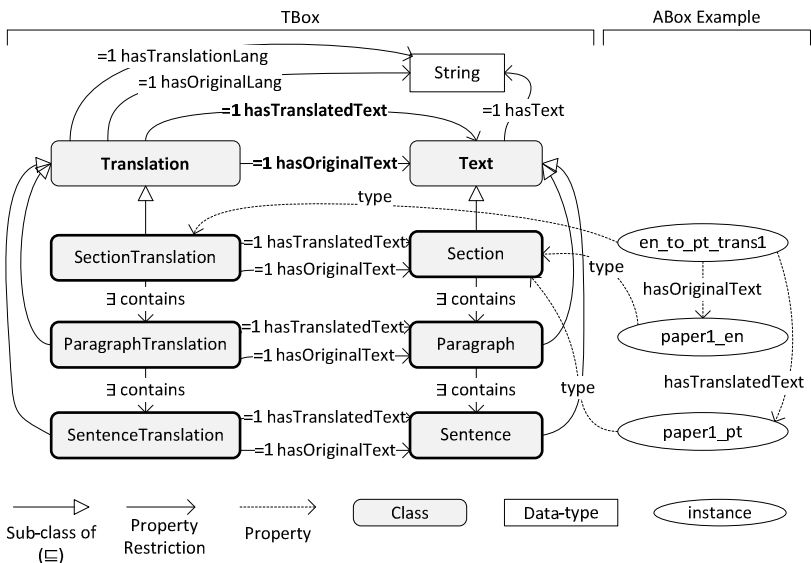 TBox
ABox Example
=1 hasTranslationLang
=1 hasOriginalLang
String
=1 hasTranslatedText
=1 hasText
Translation
=1 hasOriginalText
Text
type
SectionTranslation
=1 hasTranslatedText
=1 hasOriginalText
Section
en_to_pt_trans1
type
hasOriginalText
∃ contains
∃ contains
ParagraphTranslation
=1 hasTranslatedText
=1 hasOriginalText
Paragraph
paper1_en
hasTranslatedText
∃ contains
∃ contains
type
SentenceTranslation
=1 hasTranslatedText
=1 hasOriginalText
Sentence
paper1_pt
Sub-class of
(⊑)
Property
Restriction
Property
Class
Data-type
instance